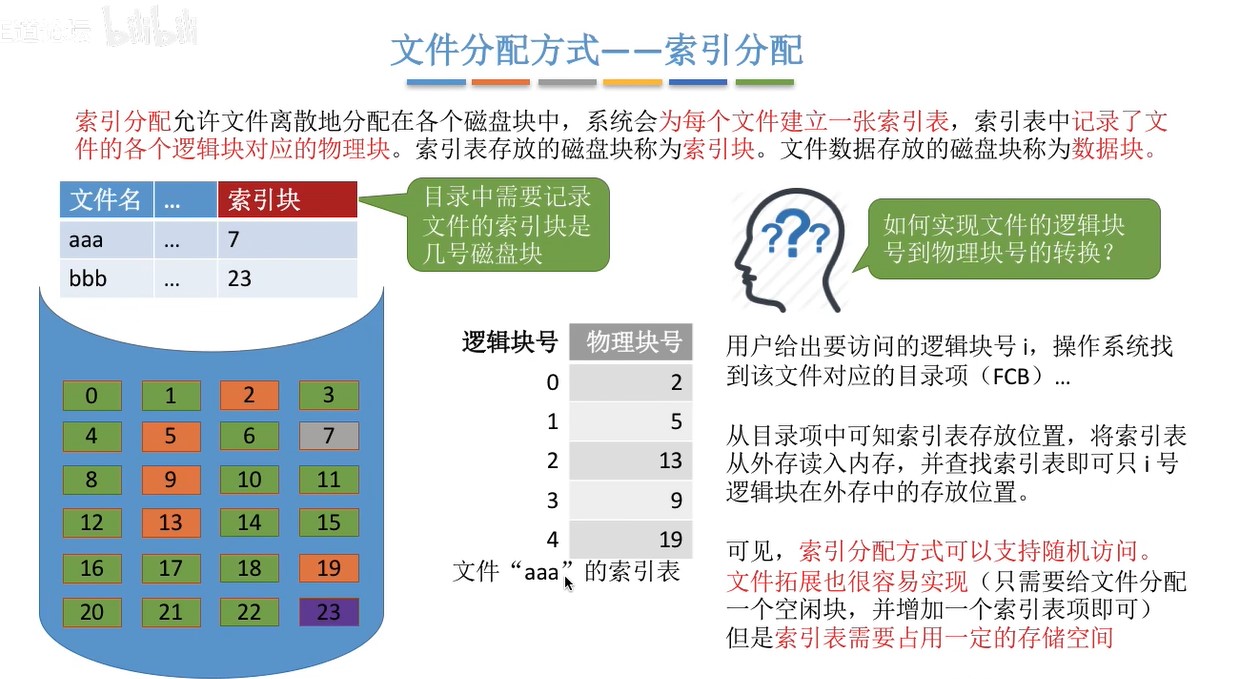 bilibili
文件分配方式——索引分配
索引分配允许文件离散地分配在各个磁盘块中，系统会为每个文件建立一张索引表，索引表中记录了文
件的各个逻辑块对应的物理块。索引表存放的磁盘块称为索引块。文件数据存放的磁盘块称为数据块。
文件名 ... 索引块
aaa ... 7
bbb ... 23
目录中需要记录
文件的索引块是
几号磁盘块
???
如何实现文件的逻辑块
号到物理块号的转换？
0 1 2 3
4 5 6 7
8 9 10 11
12 13 14 15
16 17 18 19
20 21 22 23
逻辑块号 物理块号
0 2
1 5
2 13
3 9
4 19
文件“aaa”的索引表
用户给出要访问的逻辑块号 i，操作系统找
到该文件对应的目录项（FCB）...
从目录项中可知索引表存放位置，将索引表
从外存读入内存，并查找索引表即可只 i 号
逻辑块在外存中的存放位置。
可见，索引分配方式可以支持随机访问。
文件拓展也很容易实现（只需要给文件分配
一个空闲块，并增加一个索引表项即可）
但是索引表需要占用一定的存储空间